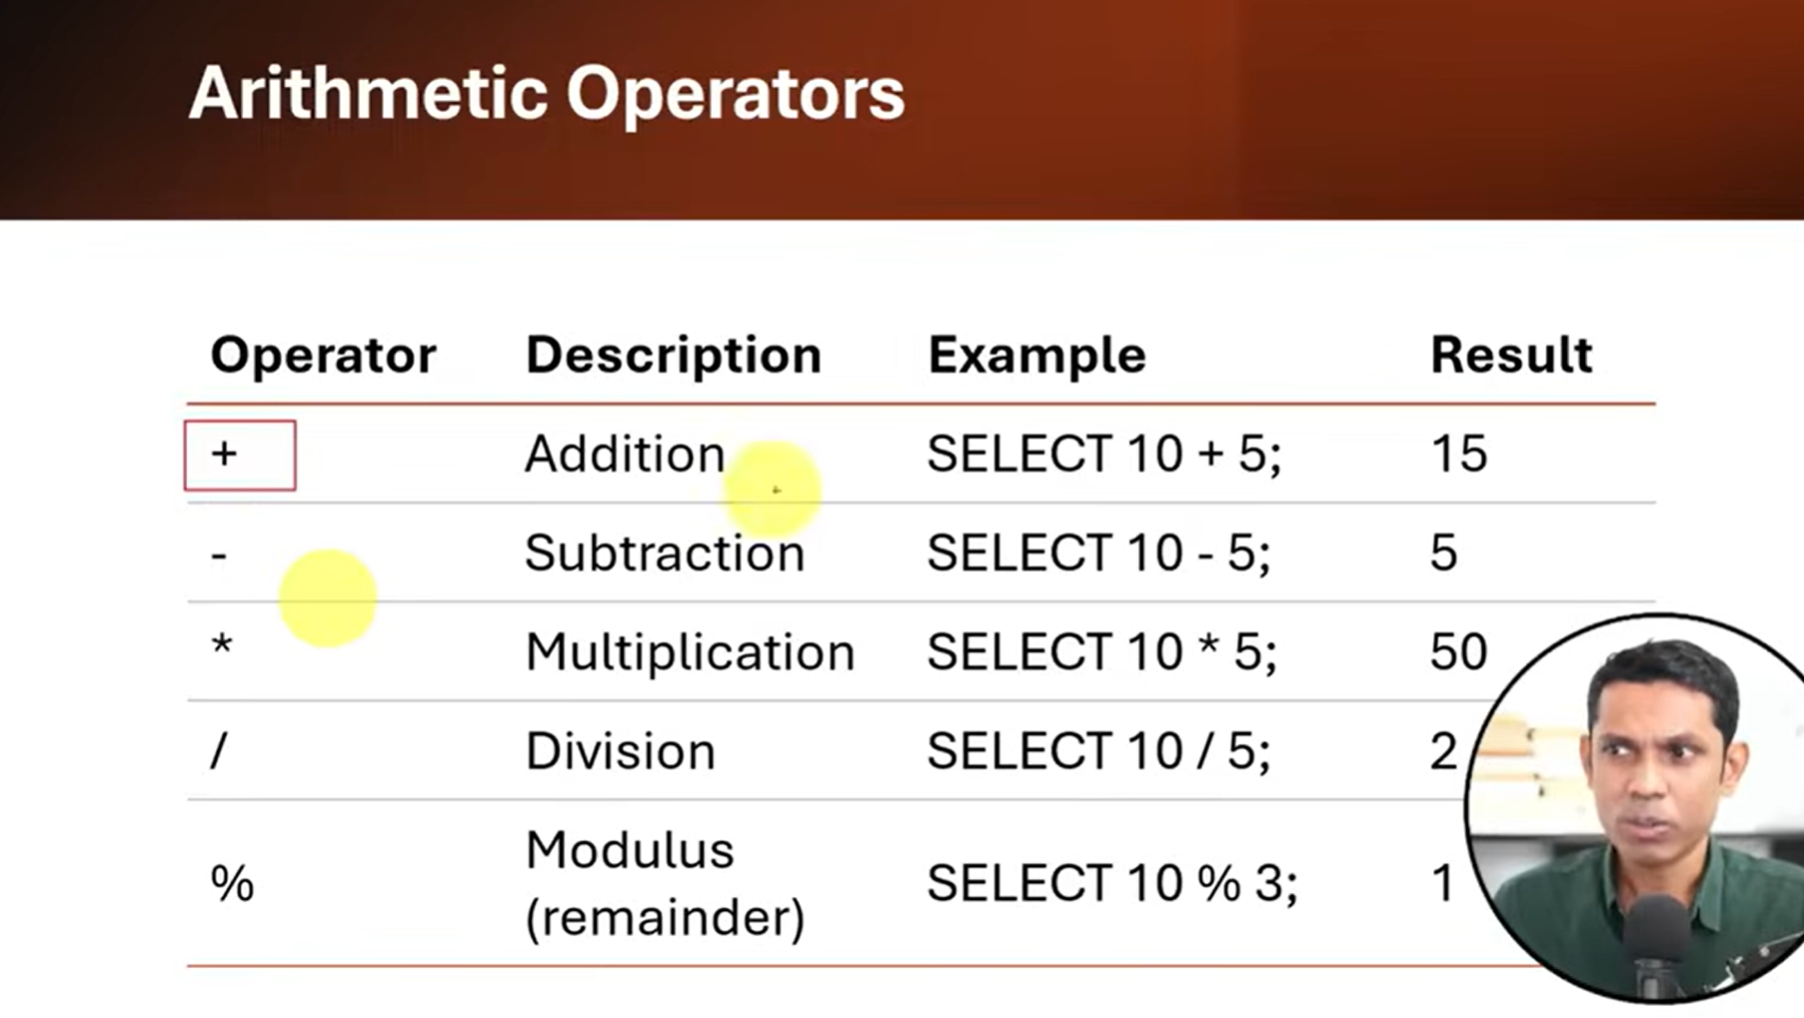 Arithmetic Operators
Operator Description Example Result
+ Addition SELECT 10 + 5; 15
- Subtraction SELECT 10 - 5; 5
* Multiplication SELECT 10 * 5; 50
/ Division SELECT 10 / 5; 2
% Modulus (remainder) SELECT 10 % 3; 1